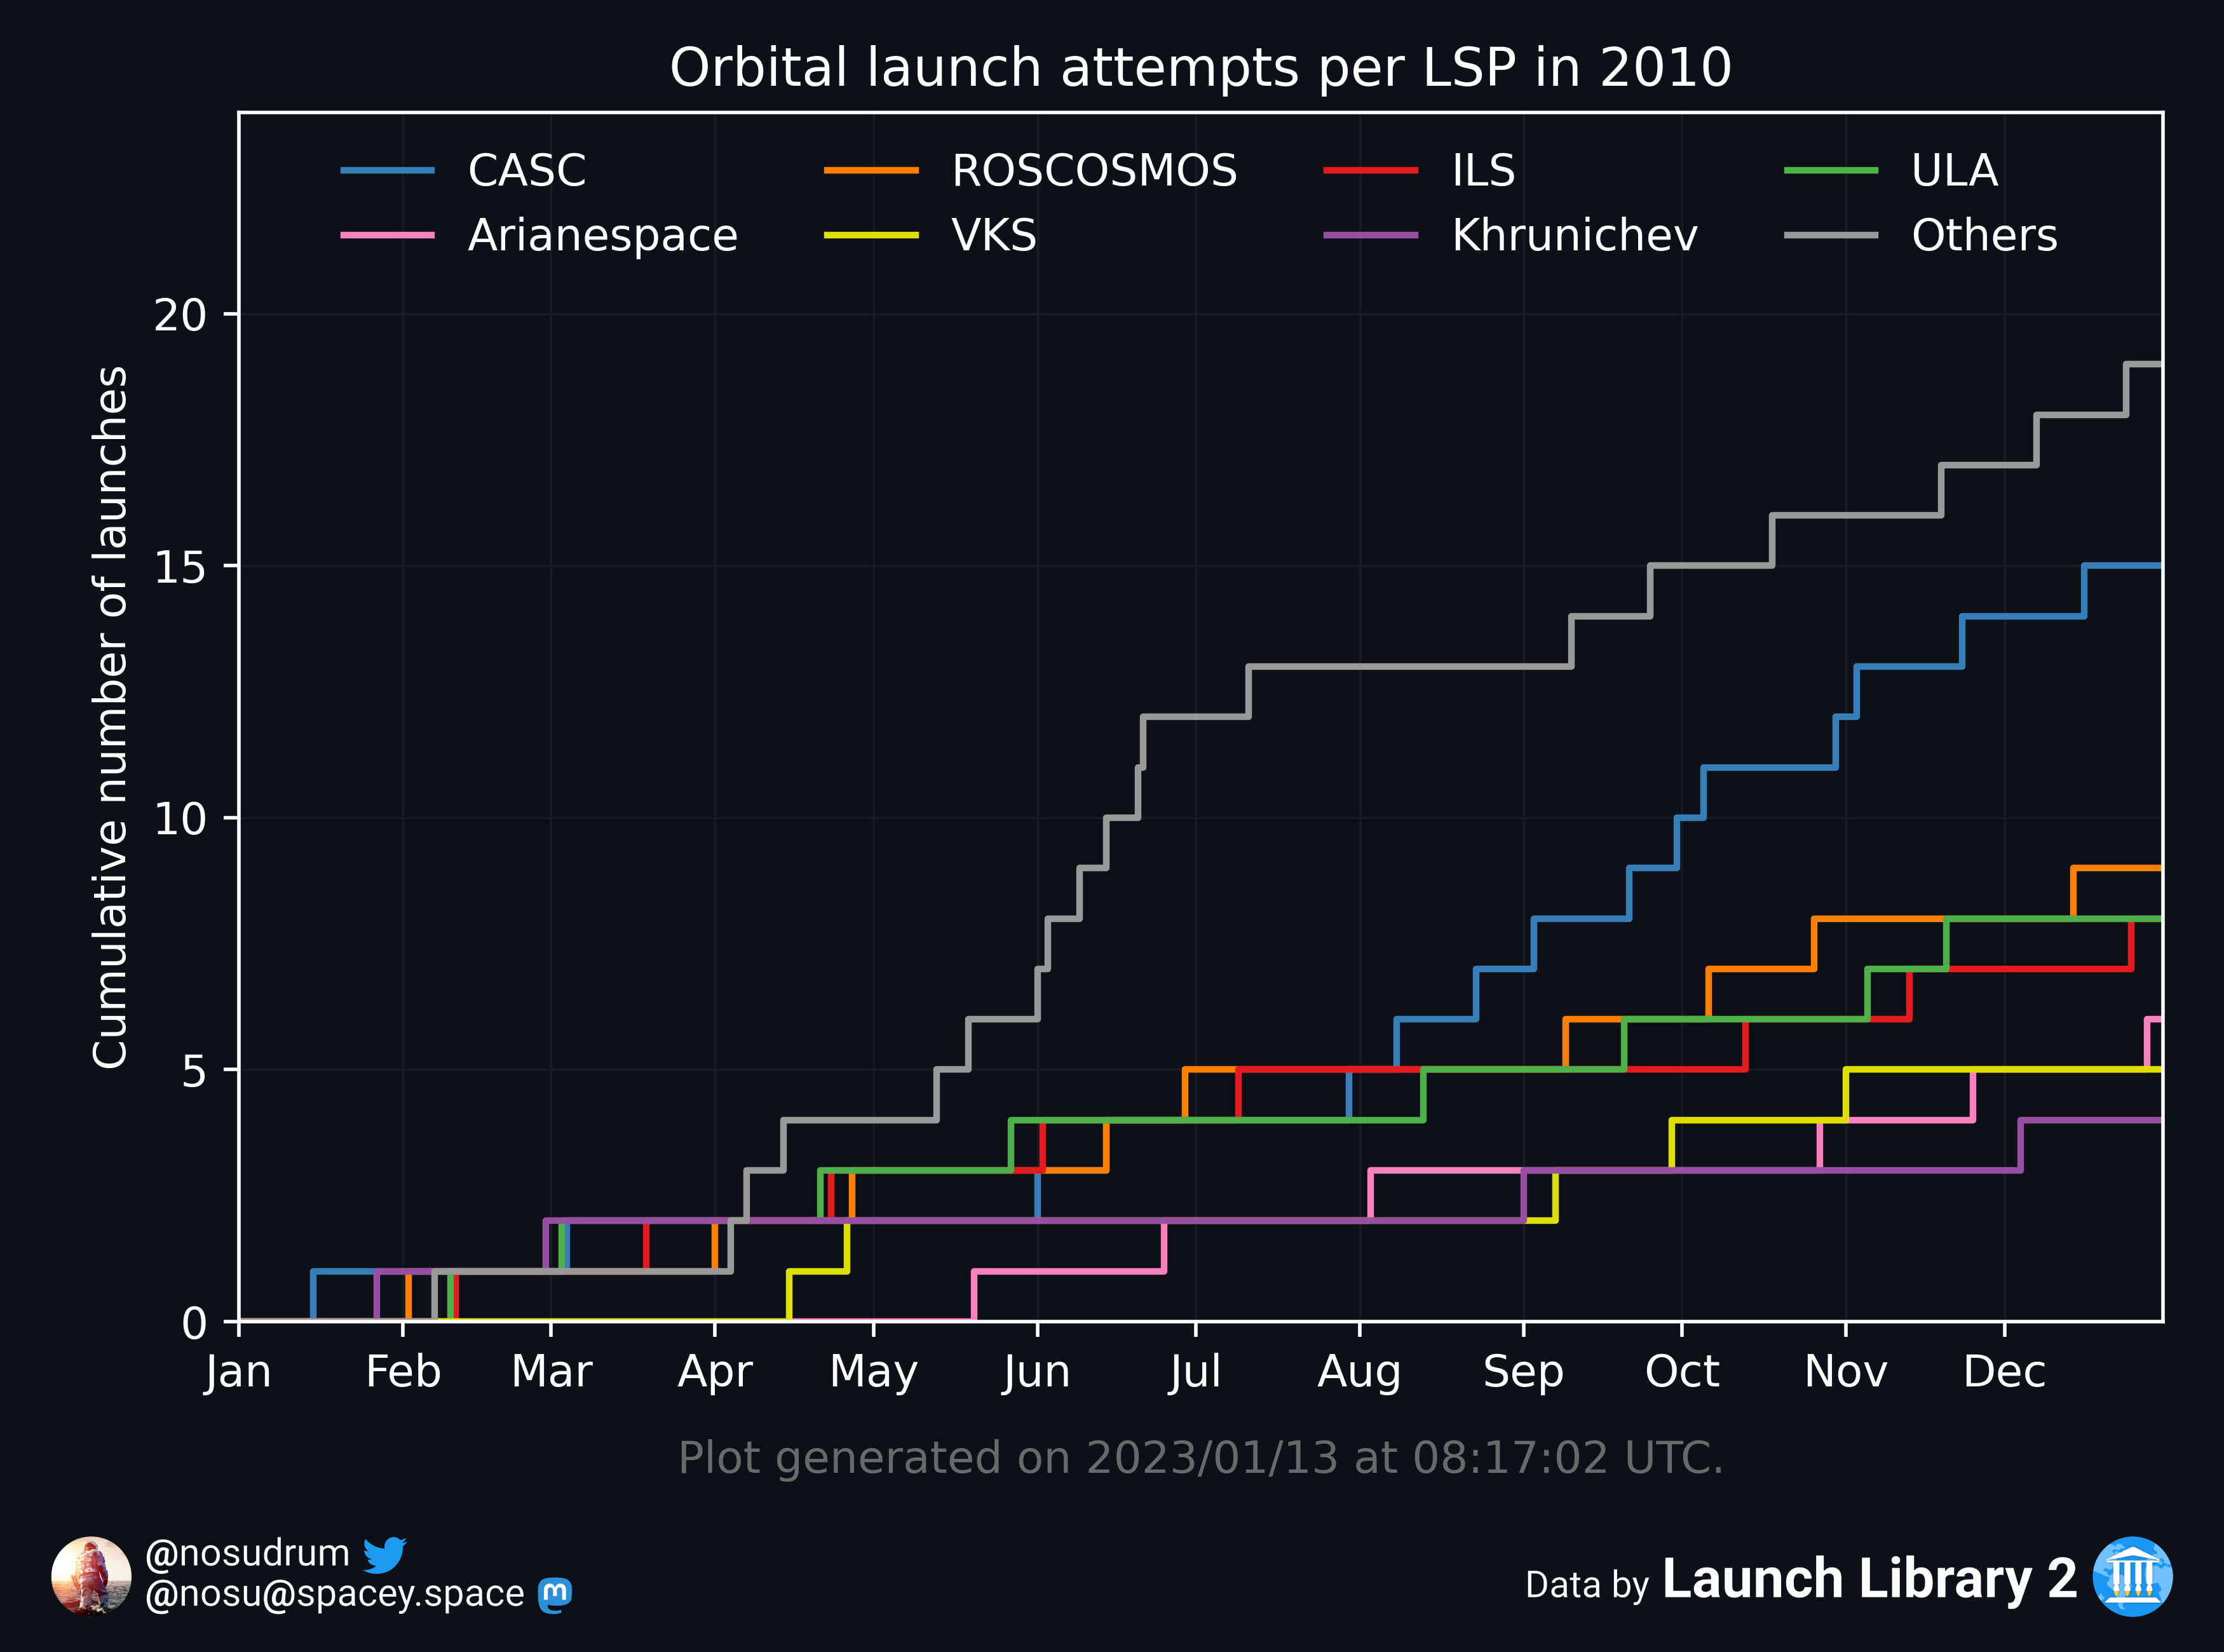 Orbital launch attempts per LSP in 2010
CASC ROSCOSMOS ILS ULA
Arianespace VKS Khrunichev Others
Cumulative number of launches
20
15
10
5
0
Jan Feb Mar Apr May Jun Jul Aug Sep Oct Nov Dec
Plot generated on 2023/01/13 at 08:17:02 UTC.
@nosudrum
@nosu@spacey.space
Data by Launch Library 2